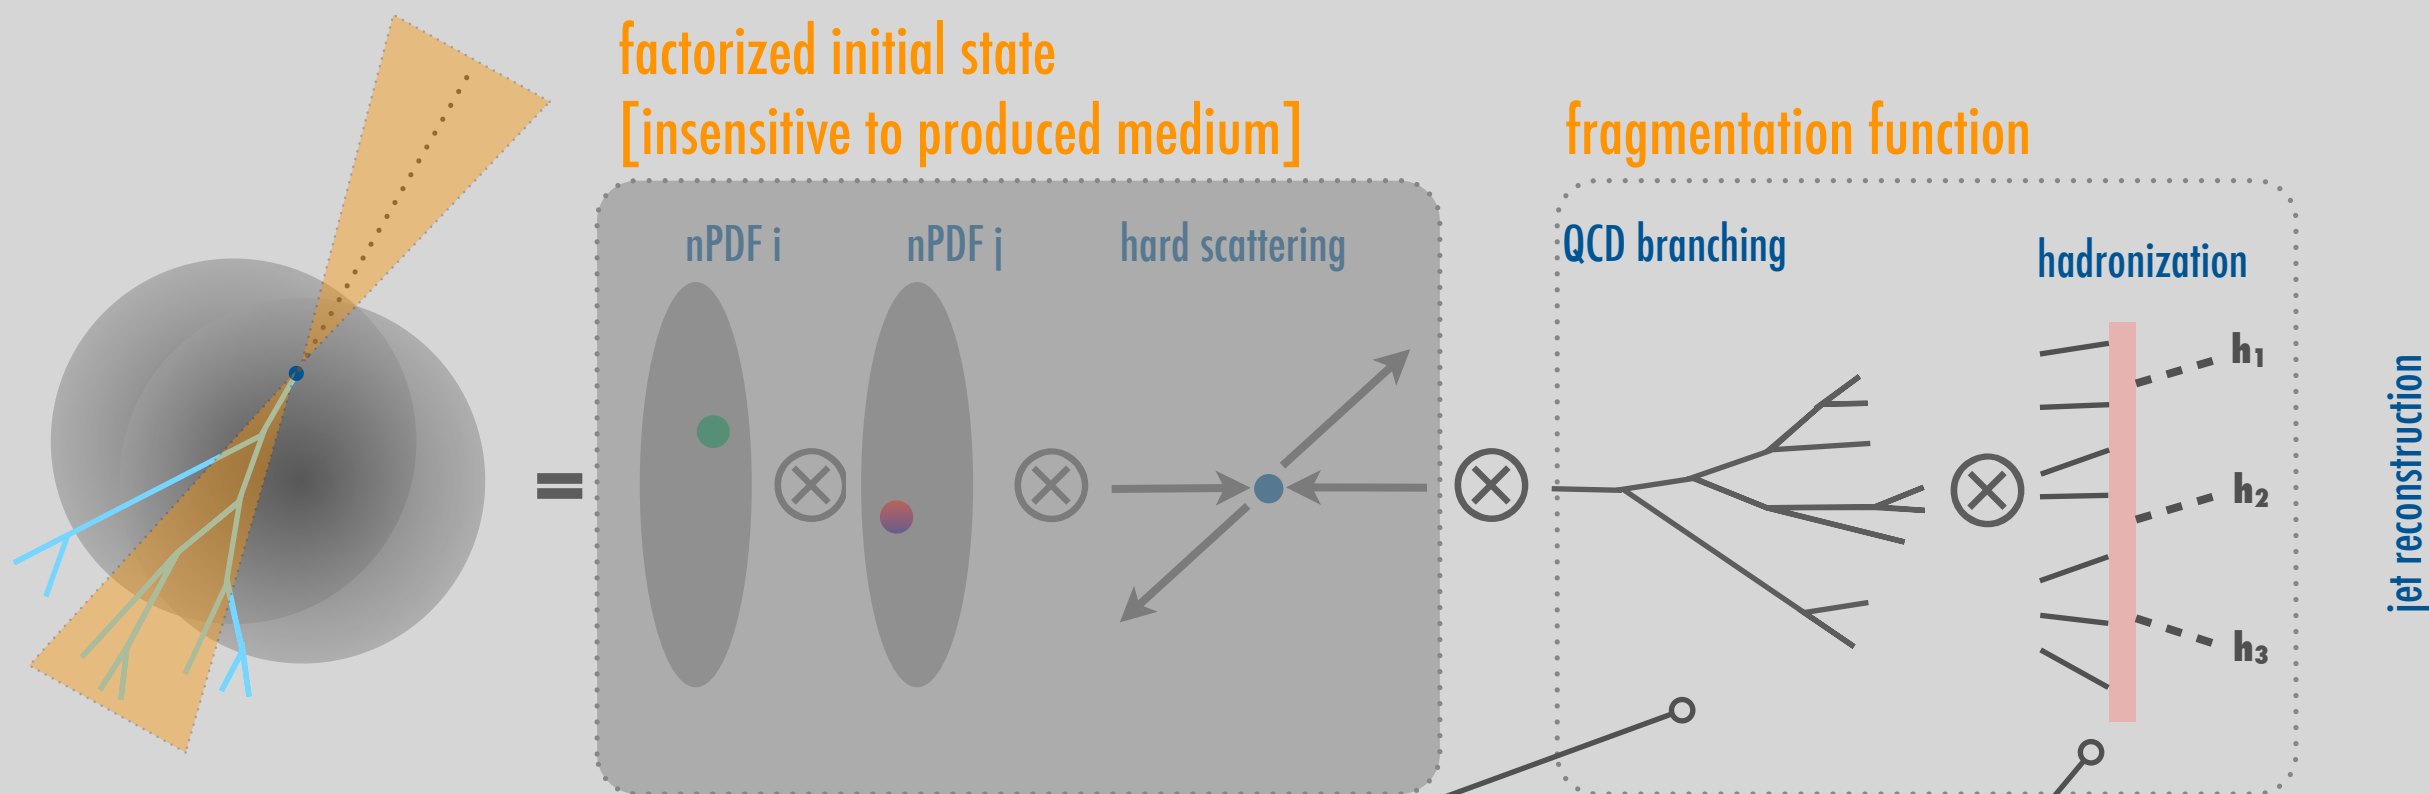 factorized initial state
[insensitive to produced medium]
fragmentation function
nPDF i
nPDF j
hard scattering
QCD branching
hadronization
=
h₁
h₂
h₃
jet reconstruction